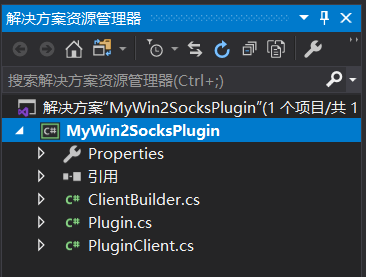 解决方案资源管理器
搜索解决方案资源管理器(Ctrl+;)
解决方案“MyWin2SocksPlugin”(1 个项目/共 1
C# MyWin2SocksPlugin
Properties
引用
C# ClientBuilder.cs
C# Plugin.cs
C# PluginClient.cs